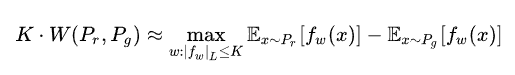 K · W(P_r, P_g) ≈ max_{w:|f_w|_L≤K} 𝔼_{x∼P_r}[f_w(x)] − 𝔼_{x∼P_g}[f_w(x)]